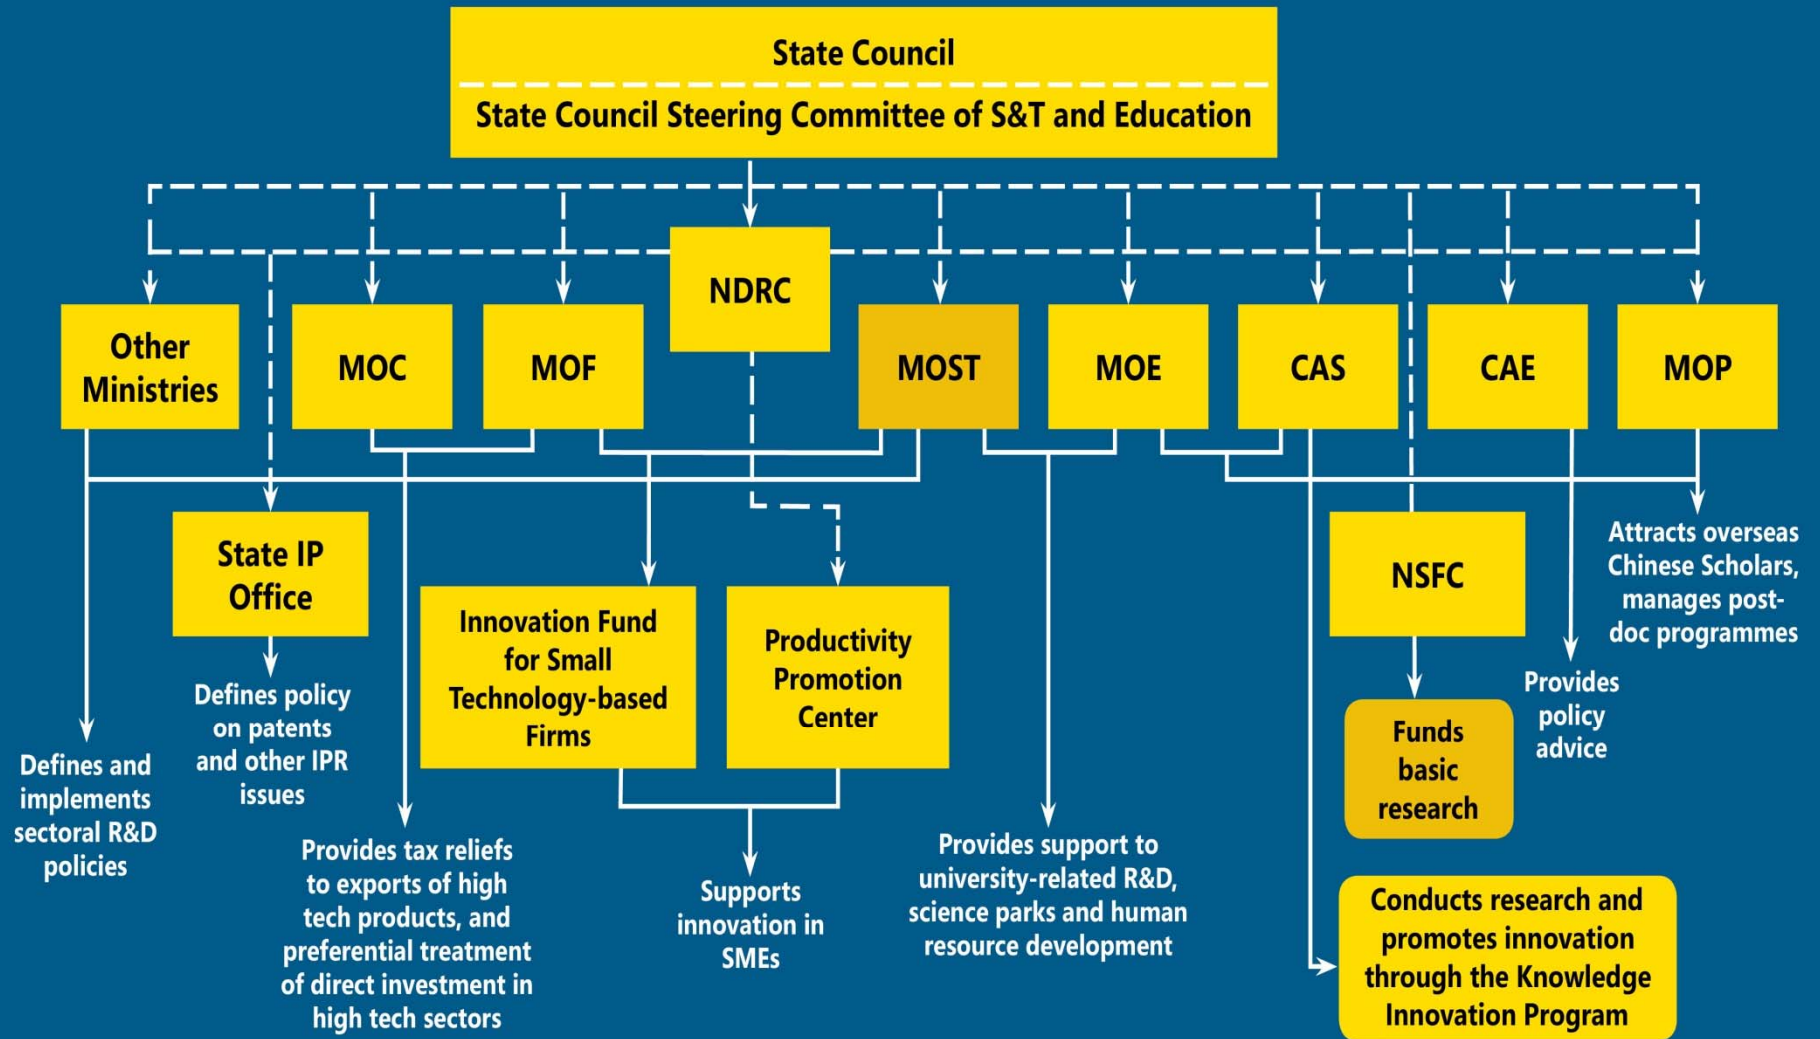 State Council
State Council Steering Committee of S&T and Education
NDRC
Other
Ministries
MOC
MOF
MOST
MOE
CAS
CAE
MOP
State IP
Office
NSFC
Attracts overseas
Chinese Scholars,
manages post-
doc programmes
Innovation Fund
for Small
Technology-based
Firms
Productivity
Promotion
Center
Defines policy
on patents
and other IPR
issues
Provides
policy
advice
Funds
basic
research
Defines and
implements
sectoral R&D
policies
Provides tax reliefs
to exports of high
tech products, and
preferential treatment
of direct investment in
high tech sectors
Supports
innovation in
SMEs
Provides support to
university-related R&D,
science parks and human
resource development
Conducts research and
promotes innovation
through the Knowledge
Innovation Program